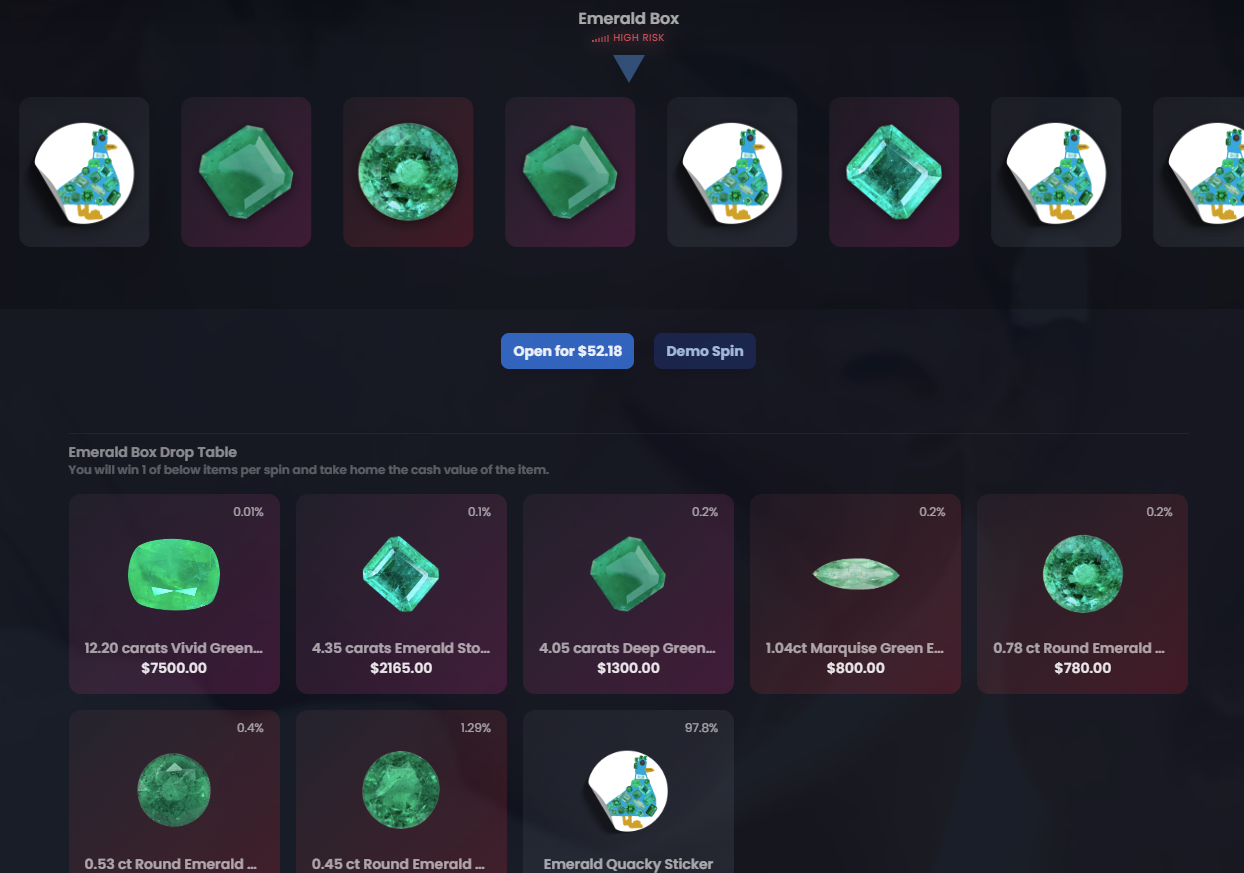 Emerald Box
HIGH RISK
Open for $52.18
Demo Spin
Emerald Box Drop Table
You will win 1 of below items per spin and take home the cash value of the item.
0.01%
12.20 carats Vivid Green...
$7500.00
0.1%
4.35 carats Emerald Sto...
$2165.00
0.2%
4.05 carats Deep Green...
$1300.00
0.2%
1.04ct Marquise Green E...
$800.00
0.2%
0.78 ct Round Emerald ...
$780.00
0.4%
0.53 ct Round Emerald ...
1.29%
0.45 ct Round Emerald ...
97.8%
Emerald Quacky Sticker